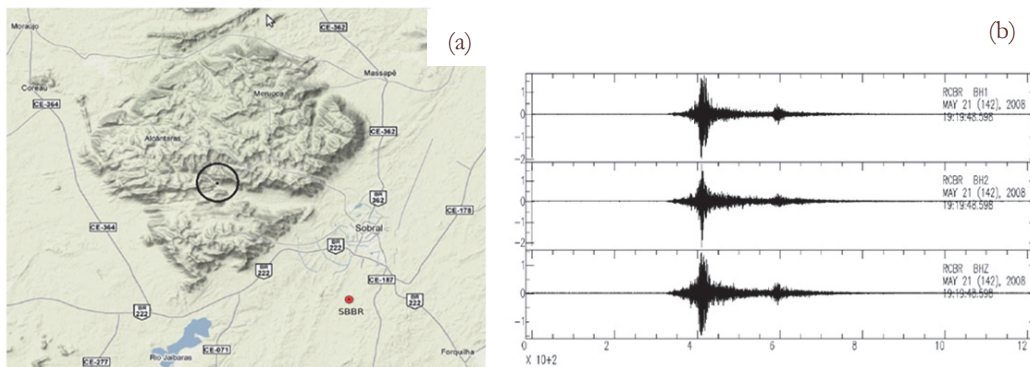 (a)
Moraujo
CE-362
CE-362
Massapê
Coreau
CE-364
Meruoca
Alcântaras
CE-362
CE-364
BR 362
CE-178
Sobral
BR 222
BR 222
CE-187
SBBR
BR 222
Rio Jaibaras
CE-071
CE-277
Forquilha
(b)
1
0
-1
-2
RCBR BH1
MAY 21 (142), 2008
19:19:48.598
1
0
-1
-2
RCBR BH2
MAY 21 (142), 2008
19:19:48.598
1
0
-1
RCBR BHZ
MAY 21 (142), 2008
19:19:48.598
0 2 4 6 8 10 12
X 10+2